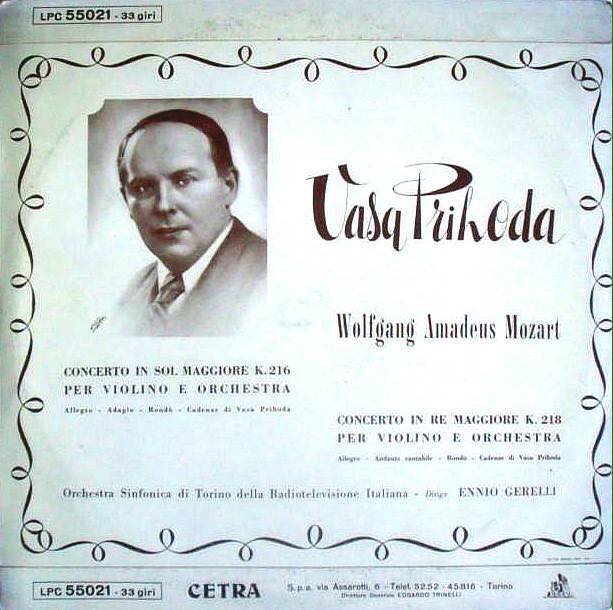 LPC 55021 - 33 giri
Vasa Prihoda
Wolfgang Amadeus Mozart
CONCERTO IN SOL MAGGIORE K. 216
PER VIOLINO E ORCHESTRA
Allegro - Adagio - Rondò - Cadenze di Vasa Prihoda
CONCERTO IN RE MAGGIORE K. 218
PER VIOLINO E ORCHESTRA
Allegro - Andante cantabile - Rondò - Cadenze di Vasa Prihoda
Orchestra Sinfonica di Torino della Radiotelevisione Italiana - Dirige ENNIO GERELLI
LPC 55021 - 33 giri
CETRA
S.p.a. via Assarotti, 6 - Telef. 52.52 - 45.816 - Torino
Direttore Generale EDGARDO TRINELLI